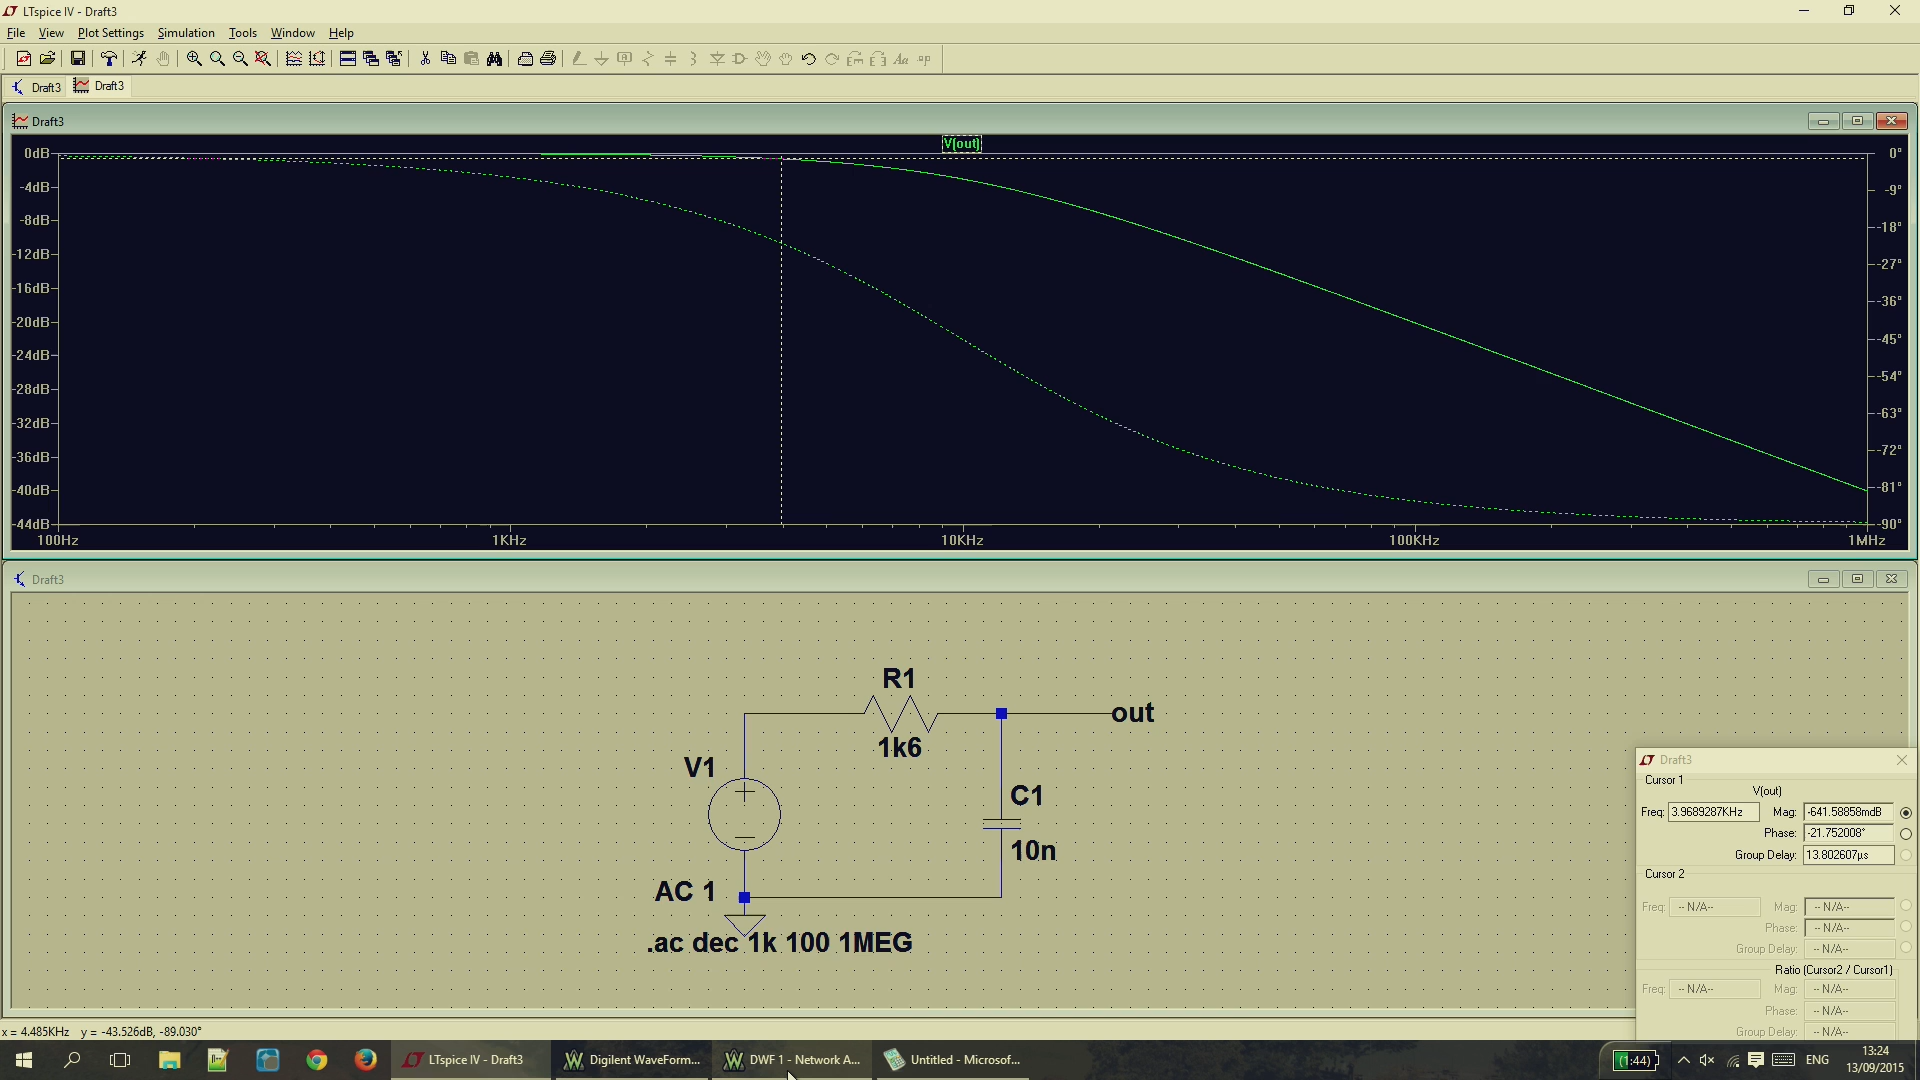 LTspice IV - Draft3
File View Plot Settings Simulation Tools Window Help
Draft3 Draft3
Draft3
V(out)
0dB
-4dB
-8dB
-12dB
-16dB
-20dB
-24dB
-28dB
-32dB
-36dB
-40dB
-44dB
0°
-9°
-18°
-27°
-36°
-45°
-54°
-63°
-72°
-81°
-90°
100Hz 1KHz 10KHz 100KHz 1MHz
Draft3
R1
1k6
out
V1
C1
10n
AC 1
.ac dec 1k 100 1MEG
Draft3
Cursor 1
V(out)
Freq: 3.9689287KHz Mag: -641.58858mdB
Phase: -21.752008°
Group Delay: 13.802607µs
Cursor 2
Freq: -- N/A-- Mag: -- N/A--
Phase: -- N/A--
Group Delay: -- N/A--
Ratio (Cursor2 / Cursor1)
Freq: -- N/A-- Mag: -- N/A--
Phase: -- N/A--
Group Delay: -- N/A--
x = 4.485KHz y = -43.526dB, -89.030°
LTspice IV - Draft3 Digilent WaveForm... DWF 1 - Network A... Untitled - Microsof...
(1:44) ENG 13:24
13/09/2015